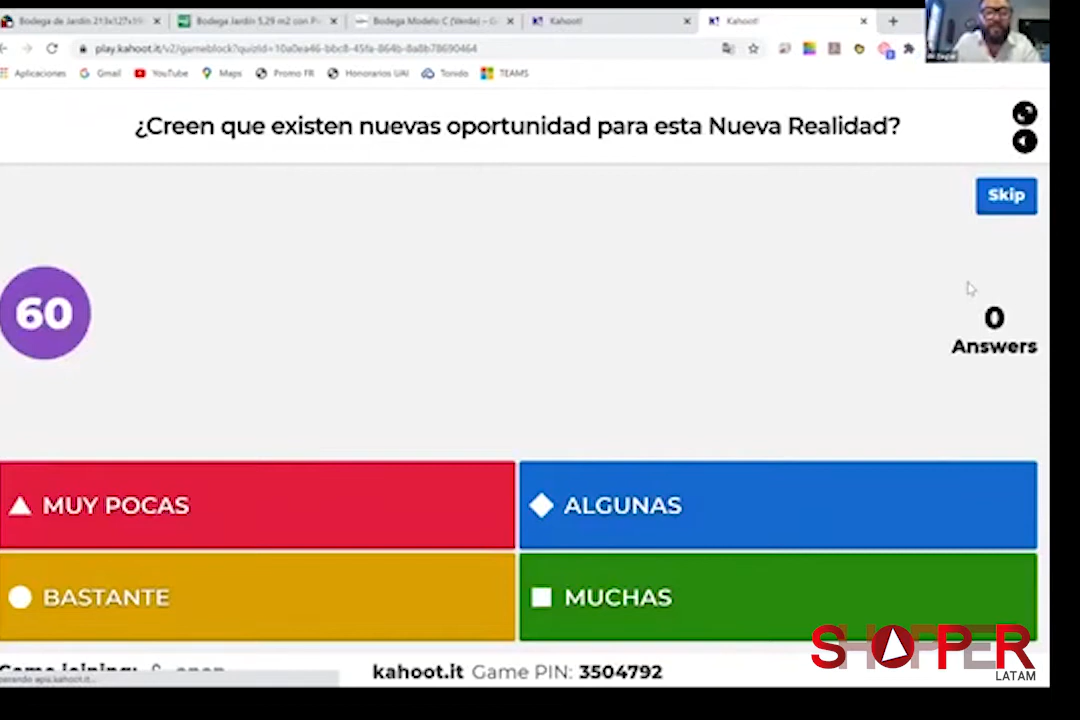 Bodega de Jardín 213x127x19
Bodega Jardín 5,29 m2 con P
Bodega Modelo C (Verde) - G
Kahoot!
Kahoot!
play.kahoot.it/v2/gameblock?quizId=10a0ea46-bbc8-45fa-864b-8a8b78690464
Aplicaciones
Gmail
YouTube
Maps
Promo FR
Honorarios UAI
Toroido
TEAMS
¿Creen que existen nuevas oportunidad para esta Nueva Realidad?
Skip
60
0
Answers
MUY POCAS
ALGUNAS
BASTANTE
MUCHAS
kahoot.it Game PIN: 3504792
SHOPPER
LATAM